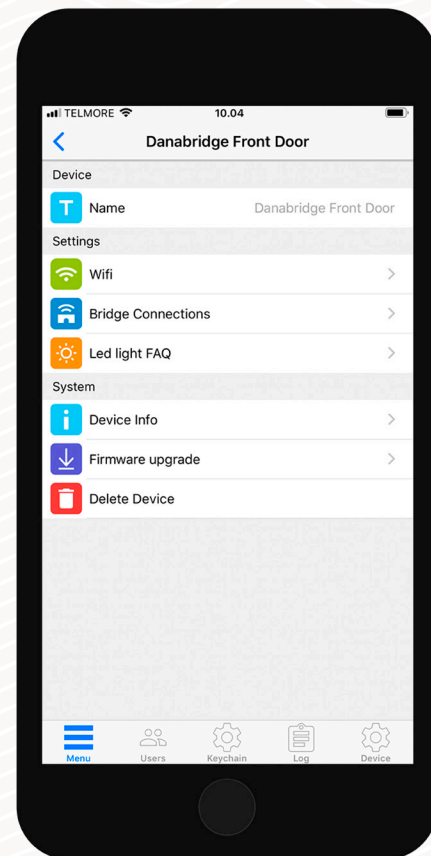 TELMORE 10.04
Danabridge Front Door
Device
T Name Danabridge Front Door
Settings
Wifi
Bridge Connections
Led light FAQ
System
i Device Info
Firmware upgrade
Delete Device
Menu Users Keychain Log Device